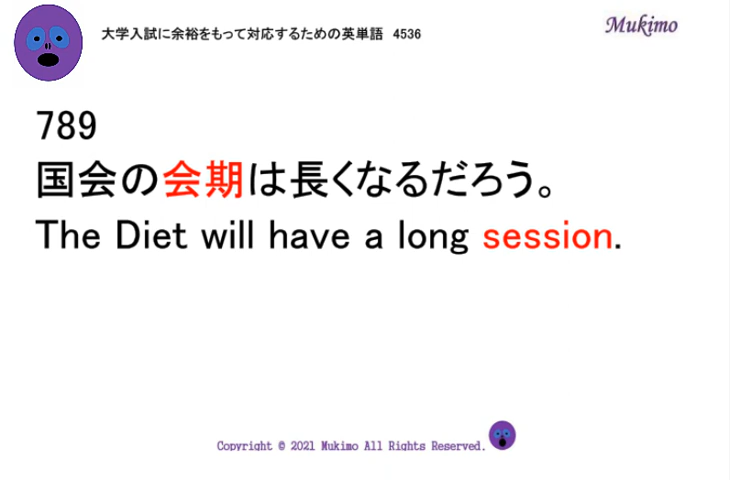 大学入試に余裕をもって対応するための英単語 4536
Mukimo
789
国会の会期は長くなるだろう。
The Diet will have a long session.
Copyright © 2021 Mukimo All Rights Reserved.